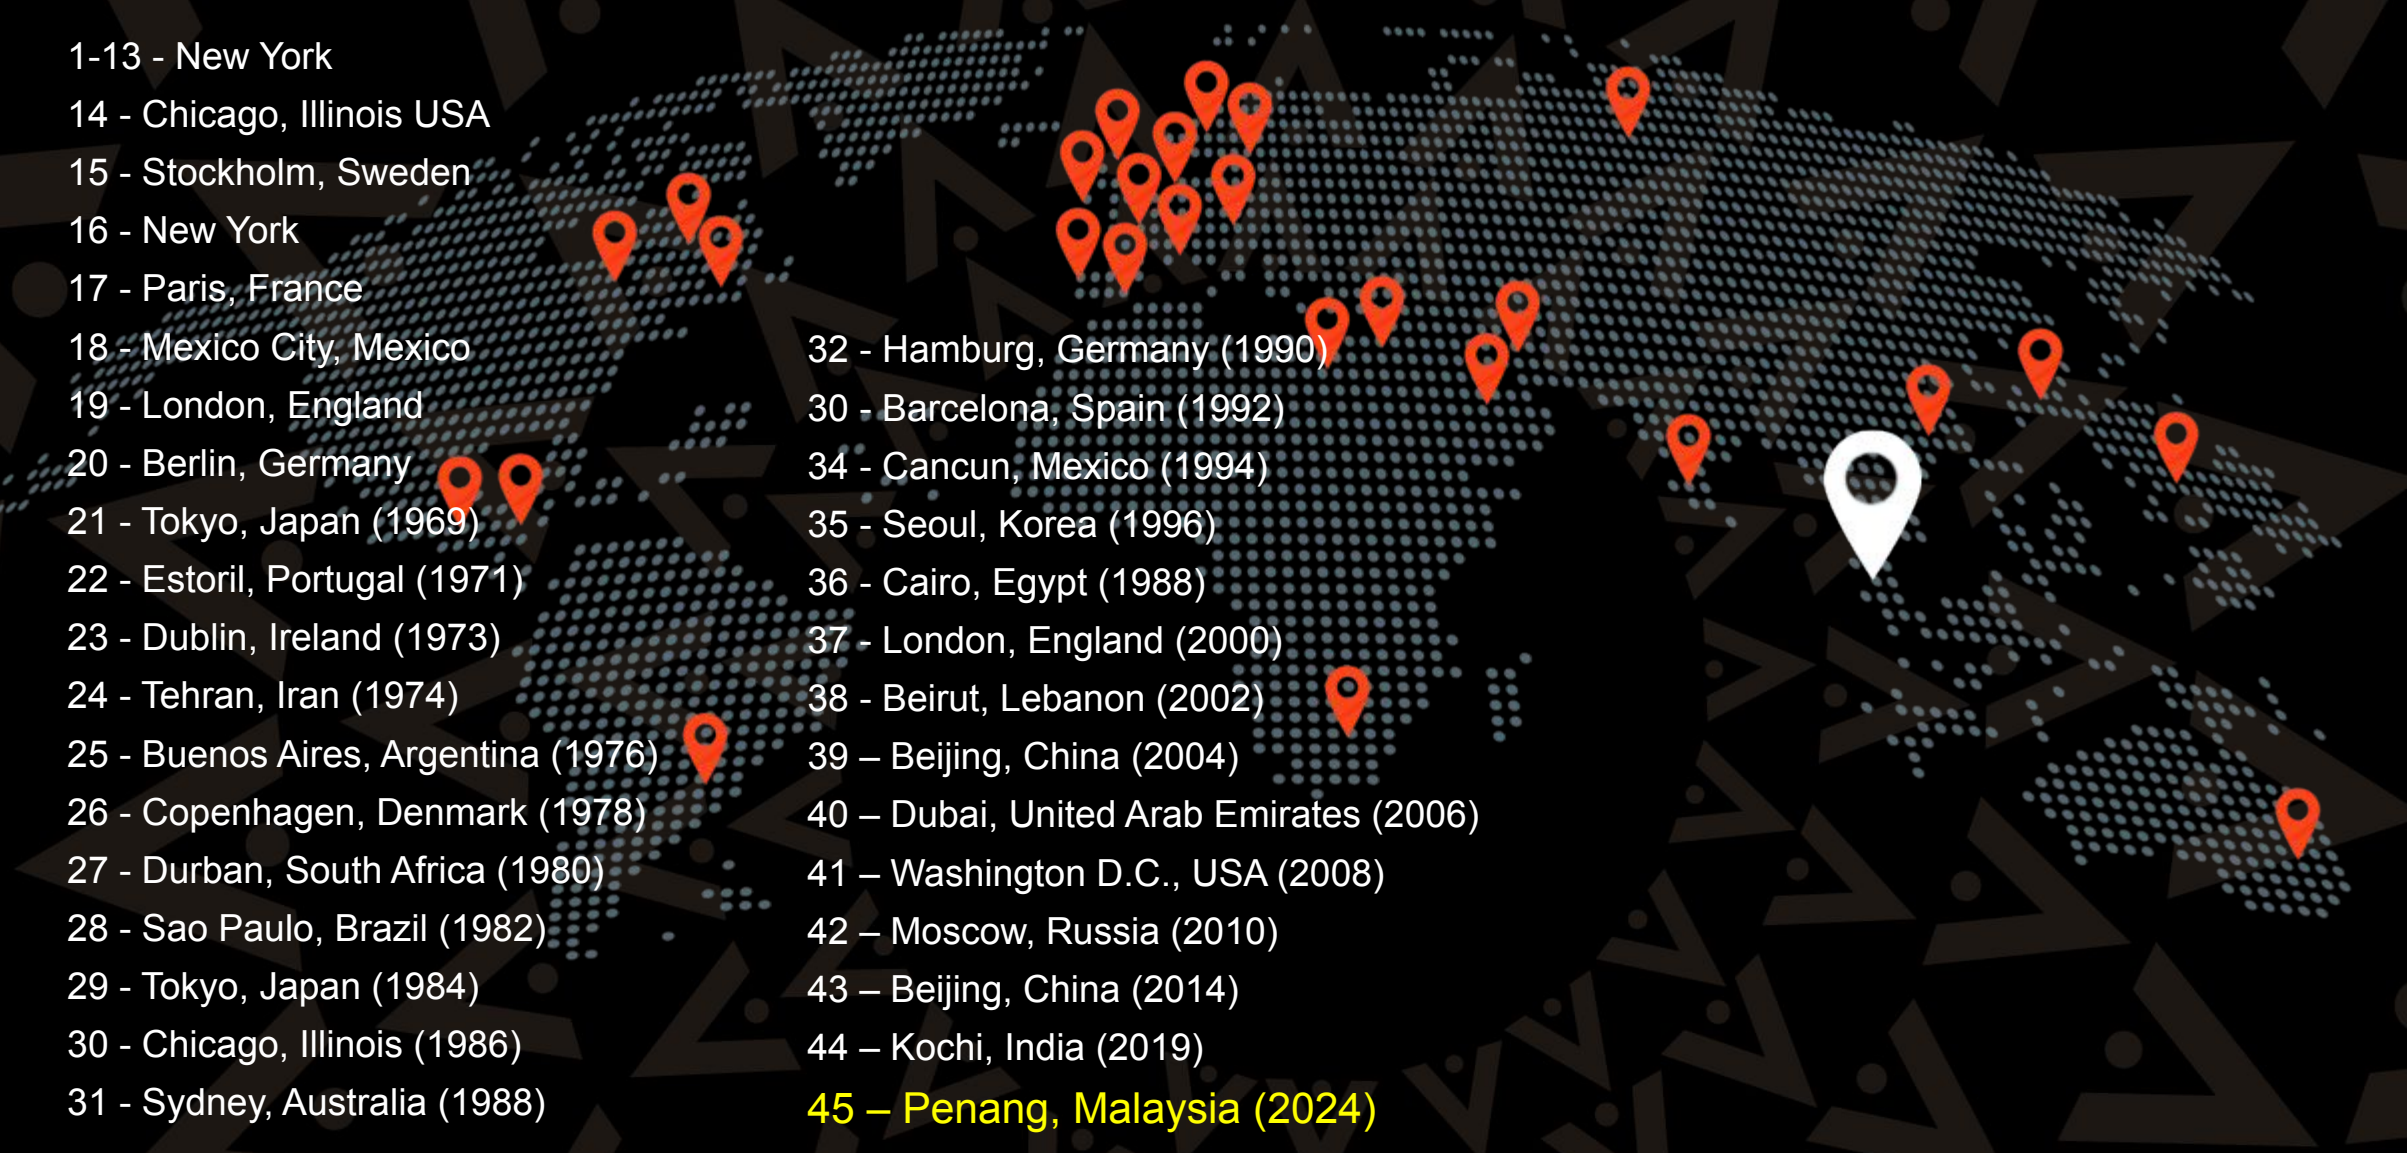 1-13 - New York
14 - Chicago, Illinois USA
15 - Stockholm, Sweden
16 - New York
17 - Paris, France
18 - Mexico City, Mexico
19 - London, England
20 - Berlin, Germany
21 - Tokyo, Japan (1969)
22 - Estoril, Portugal (1971)
23 - Dublin, Ireland (1973)
24 - Tehran, Iran (1974)
25 - Buenos Aires, Argentina (1976)
26 - Copenhagen, Denmark (1978)
27 - Durban, South Africa (1980)
28 - Sao Paulo, Brazil (1982)
29 - Tokyo, Japan (1984)
30 - Chicago, Illinois (1986)
31 - Sydney, Australia (1988)
32 - Hamburg, Germany (1990)
30 - Barcelona, Spain (1992)
34 - Cancun, Mexico (1994)
35 - Seoul, Korea (1996)
36 - Cairo, Egypt (1988)
37 - London, England (2000)
38 - Beirut, Lebanon (2002)
39 – Beijing, China (2004)
40 – Dubai, United Arab Emirates (2006)
41 – Washington D.C., USA (2008)
42 – Moscow, Russia (2010)
43 – Beijing, China (2014)
44 – Kochi, India (2019)
45 – Penang, Malaysia (2024)